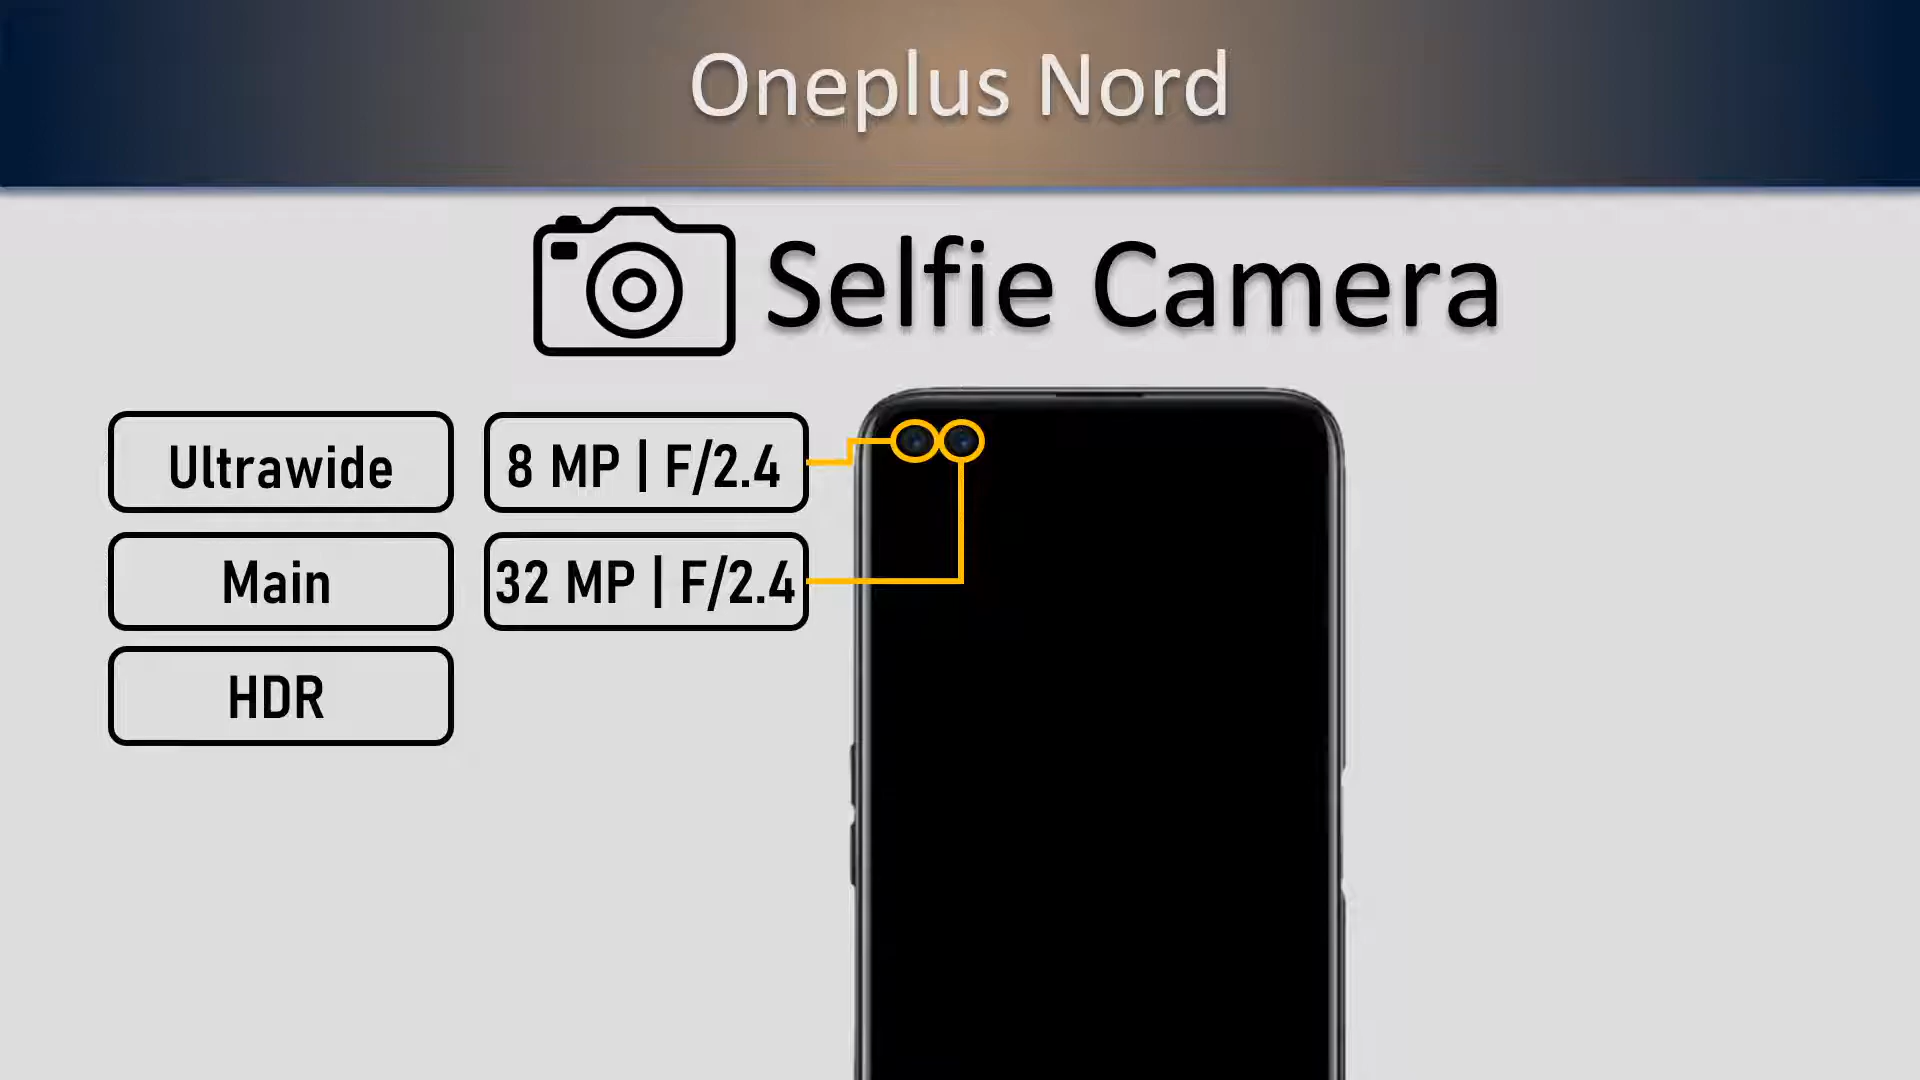 Oneplus Nord
Selfie Camera
Ultrawide
8 MP | F/2.4
Main
32 MP | F/2.4
HDR